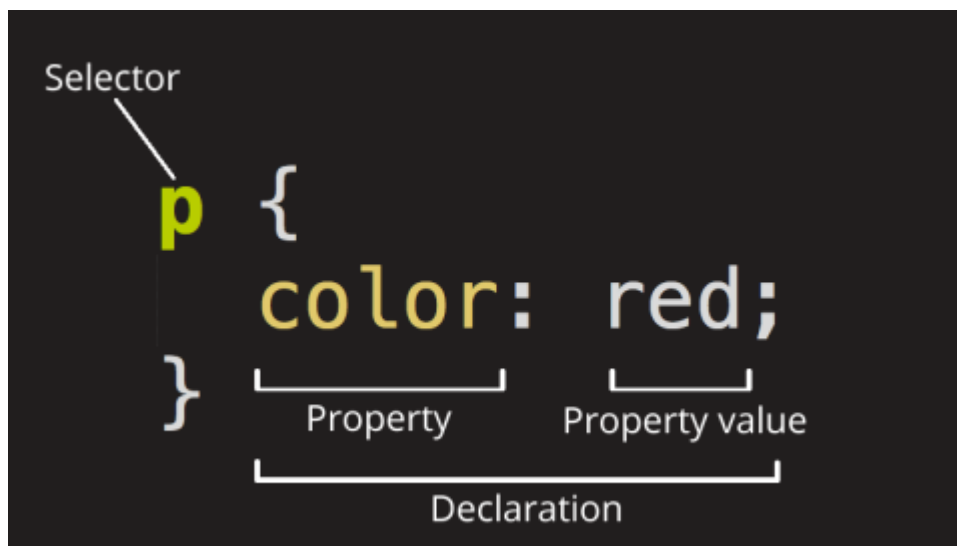 Selector
p {
color: red;
}
Property Property value
Declaration